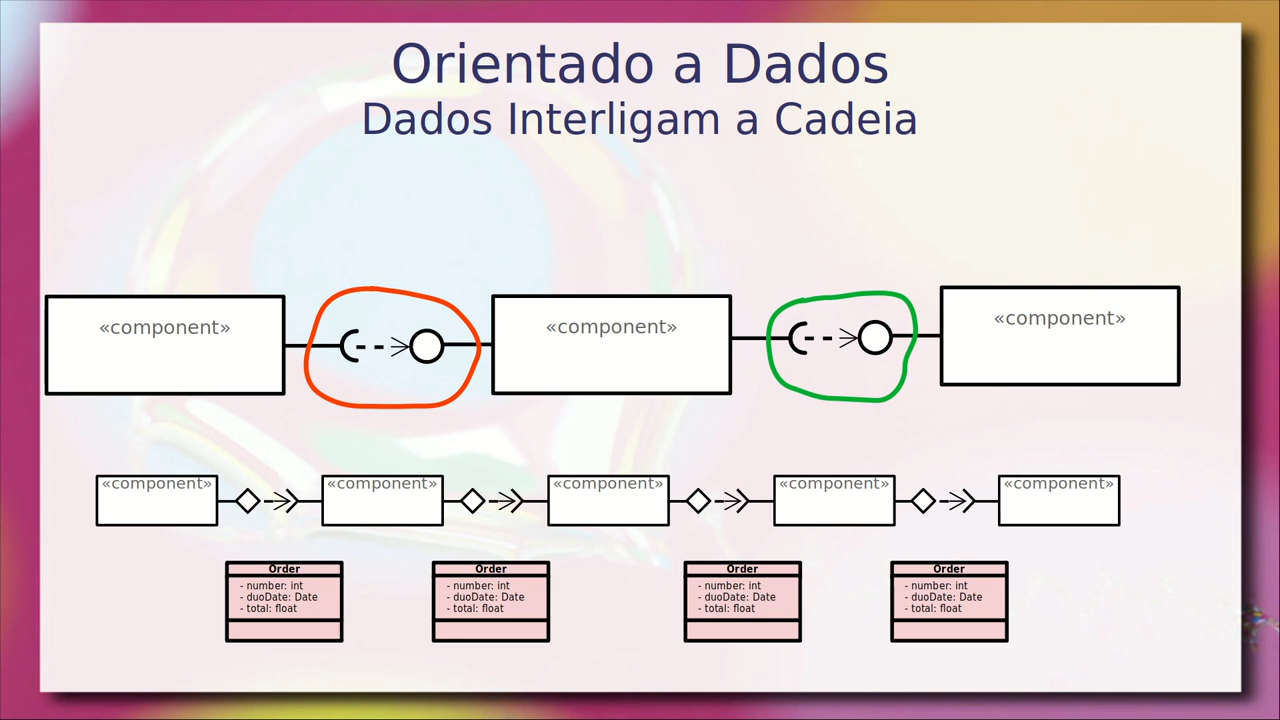 Orientado a Dados
Dados Interligam a Cadeia
«component»
«component»
«component»
«component»
«component»
«component»
«component»
«component»
Order
- number: int
- duoDate: Date
- total: float
Order
- number: int
- duoDate: Date
- total: float
Order
- number: int
- duoDate: Date
- total: float
Order
- number: int
- duoDate: Date
- total: float